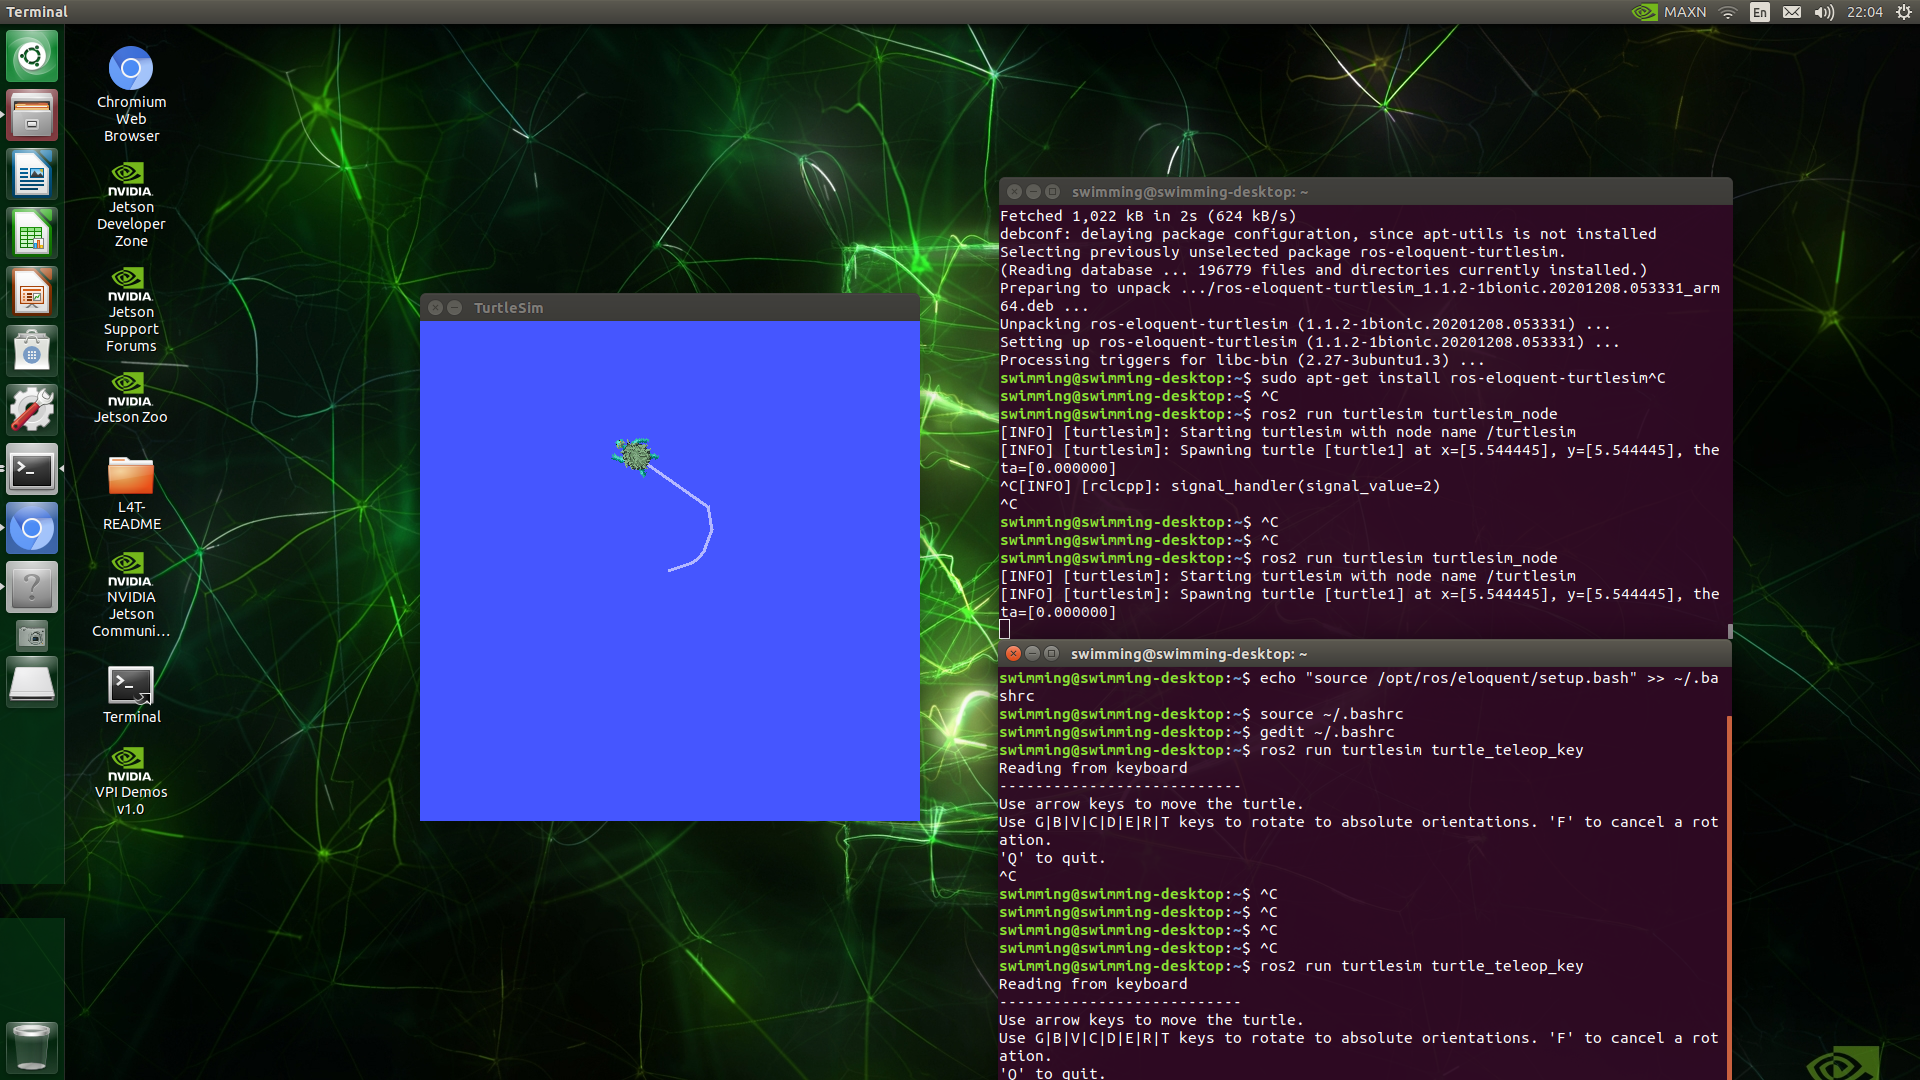 Terminal
MAXN
En
22:04
Chromium
Web
Browser
NVIDIA.
Jetson
Developer
Zone
NVIDIA.
Jetson
Support
Forums
NVIDIA.
Jetson Zoo
L4T-
README
NVIDIA.
NVIDIA
Jetson
Communi...
Terminal
NVIDIA.
VPI Demos
v1.0
TurtleSim
swimming@swimming-desktop: ~
Fetched 1,022 kB in 2s (624 kB/s)
debconf: delaying package configuration, since apt-utils is not installed
Selecting previously unselected package ros-eloquent-turtlesim.
(Reading database ... 196779 files and directories currently installed.)
Preparing to unpack .../ros-eloquent-turtlesim_1.1.2-1bionic.20201208.053331_arm
64.deb ...
Unpacking ros-eloquent-turtlesim (1.1.2-1bionic.20201208.053331) ...
Setting up ros-eloquent-turtlesim (1.1.2-1bionic.20201208.053331) ...
Processing triggers for libc-bin (2.27-3ubuntu1.3) ...
swimming@swimming-desktop:~$ sudo apt-get install ros-eloquent-turtlesim^C
swimming@swimming-desktop:~$ ^C
swimming@swimming-desktop:~$ ros2 run turtlesim turtlesim_node
[INFO] [turtlesim]: Starting turtlesim with node name /turtlesim
[INFO] [turtlesim]: Spawning turtle [turtle1] at x=[5.544445], y=[5.544445], the
ta=[0.000000]
^C[INFO] [rclcpp]: signal_handler(signal_value=2)
^C
swimming@swimming-desktop:~$ ^C
swimming@swimming-desktop:~$ ^C
swimming@swimming-desktop:~$ ros2 run turtlesim turtlesim_node
[INFO] [turtlesim]: Starting turtlesim with node name /turtlesim
[INFO] [turtlesim]: Spawning turtle [turtle1] at x=[5.544445], y=[5.544445], the
ta=[0.000000]
swimming@swimming-desktop: ~
swimming@swimming-desktop:~$ echo "source /opt/ros/eloquent/setup.bash" >> ~/.ba
shrc
swimming@swimming-desktop:~$ source ~/.bashrc
swimming@swimming-desktop:~$ gedit ~/.bashrc
swimming@swimming-desktop:~$ ros2 run turtlesim turtle_teleop_key
Reading from keyboard
---------------------------
Use arrow keys to move the turtle.
Use G|B|V|C|D|E|R|T keys to rotate to absolute orientations. 'F' to cancel a rot
ation.
'Q' to quit.
^C
swimming@swimming-desktop:~$ ^C
swimming@swimming-desktop:~$ ^C
swimming@swimming-desktop:~$ ^C
swimming@swimming-desktop:~$ ^C
swimming@swimming-desktop:~$ ros2 run turtlesim turtle_teleop_key
Reading from keyboard
---------------------------
Use arrow keys to move the turtle.
Use G|B|V|C|D|E|R|T keys to rotate to absolute orientations. 'F' to cancel a rot
ation.
'Q' to quit.